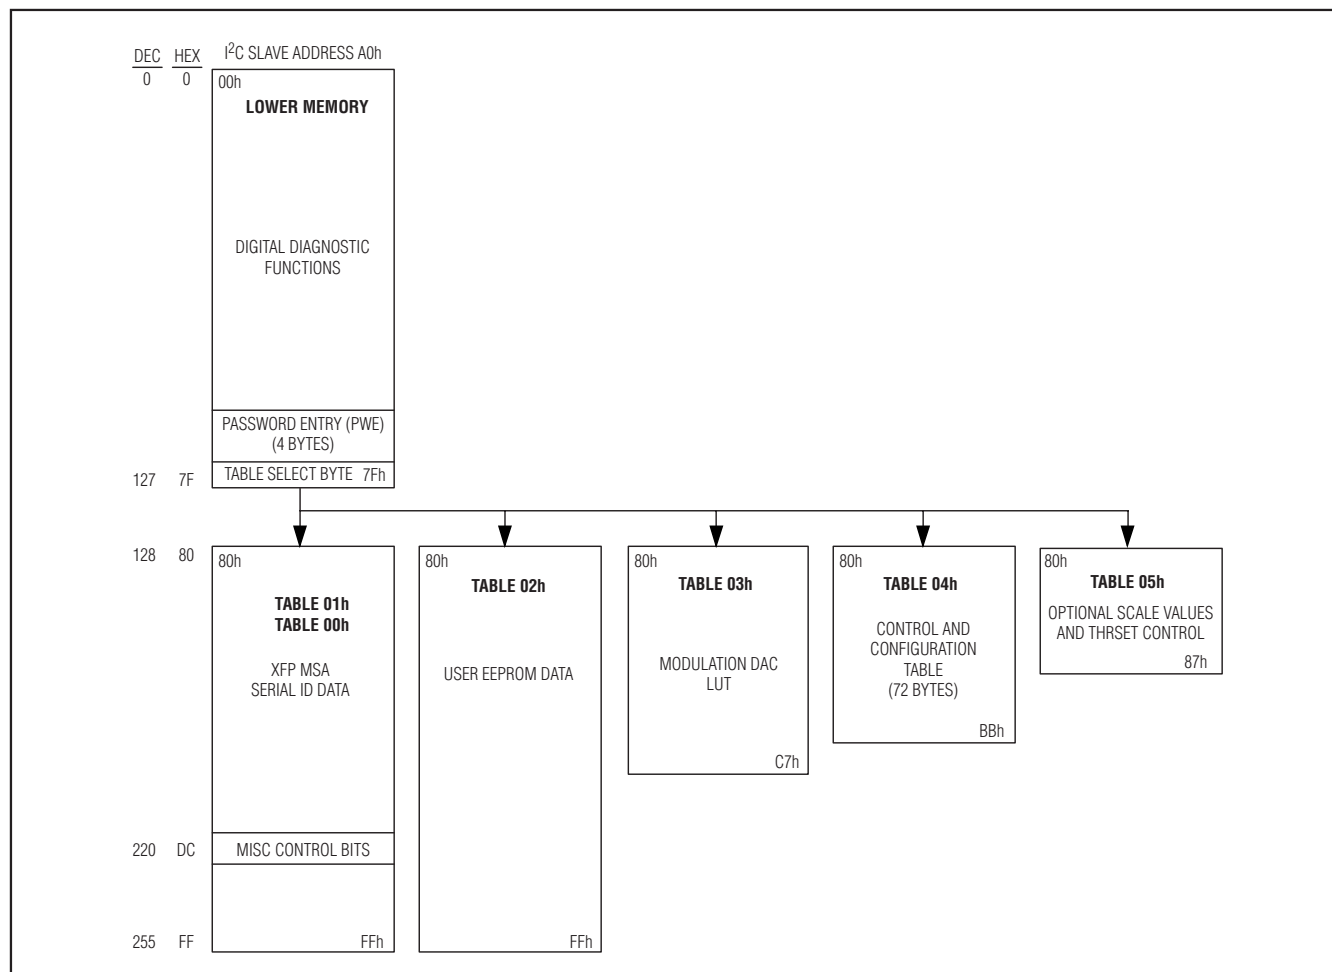 DEC HEX I²C SLAVE ADDRESS A0h
0 0 00h
LOWER MEMORY
DIGITAL DIAGNOSTIC
FUNCTIONS
PASSWORD ENTRY (PWE)
(4 BYTES)
127 7F TABLE SELECT BYTE 7Fh
128 80
80h
TABLE 01h
TABLE 00h
XFP MSA
SERIAL ID DATA
220 DC MISC CONTROL BITS
255 FF FFh
80h
TABLE 02h
USER EEPROM DATA
FFh
80h
TABLE 03h
MODULATION DAC
LUT
C7h
80h
TABLE 04h
CONTROL AND
CONFIGURATION
TABLE
(72 BYTES)
BBh
80h
TABLE 05h
OPTIONAL SCALE VALUES
AND THRSET CONTROL
87h